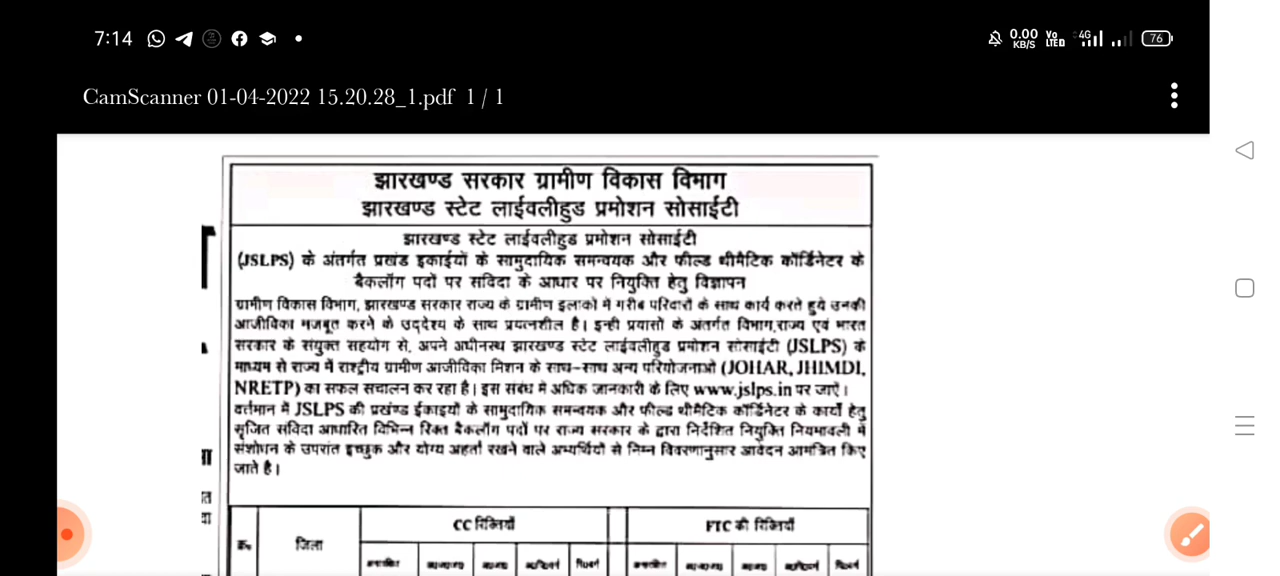 7:14
0.00 KB/S Vo LTED 4G 76
CamScanner 01-04-2022 15.20.28_1.pdf 1 / 1
झारखण्ड सरकार ग्रामीण विकास विभाग
झारखण्ड स्टेट लाईवलीहुड प्रमोशन सोसाईटी
झारखण्ड स्टेट लाईवलीहुड प्रमोशन सोसाईटी
(JSLPS) के अंतर्गत प्रखंड इकाईयों के सामुदायिक समन्वयक और फील्ड थीमैटिक कॉर्डिनेटर के
बैकलॉग पदों पर संविदा के आधार पर नियुक्ति हेतु विज्ञापन
ग्रामीण विकास विभाग, झारखण्ड सरकार राज्य के ग्रामीण इलाकों में गरीब परिवारों के साथ कार्य करते हुये उनकी
आजीविका मजबूत करने के उद्देश्य के साथ प्रयत्नशील है। इन्ही प्रयासों के अंतर्गत विभाग,राज्य एवं भारत
सरकार के संयुक्त सहयोग से, अपने अधीनस्थ झारखण्ड स्टेट लाईवलीहुड प्रमोशन सोसाईटी (JSLPS) के
माध्यम से राज्य में राष्ट्रीय ग्रामीण आजीविका मिशन के साथ-साथ अन्य परियोजनाओं (JOHAR, JHIMDI,
NRETP) का सफल संचालन कर रहा है। इस संबंध में अधिक जानकारी के लिए www.jslps.in पर जाएँ।
वर्तमान में JSLPS की प्रखण्ड ईकाइयों के सामुदायिक समन्वयक और फील्ड थीमैटिक कॉर्डिनेटर के कार्यो हेतु
सृजित संविदा आधारित विभिन्न रिक्त बैकलॉग पदों पर राज्य सरकार के द्वारा निर्देशित नियुक्ति नियमावली में
संशोधन के उपरांत इच्छुक और योग्य अहर्ता रखने वाले अभ्यर्थियों से निम्न विवरणानुसार आवेदन आमंत्रित किए
जाते है।
क्र० जिला CC रिक्तियाँ FTC की रिक्तियाँ